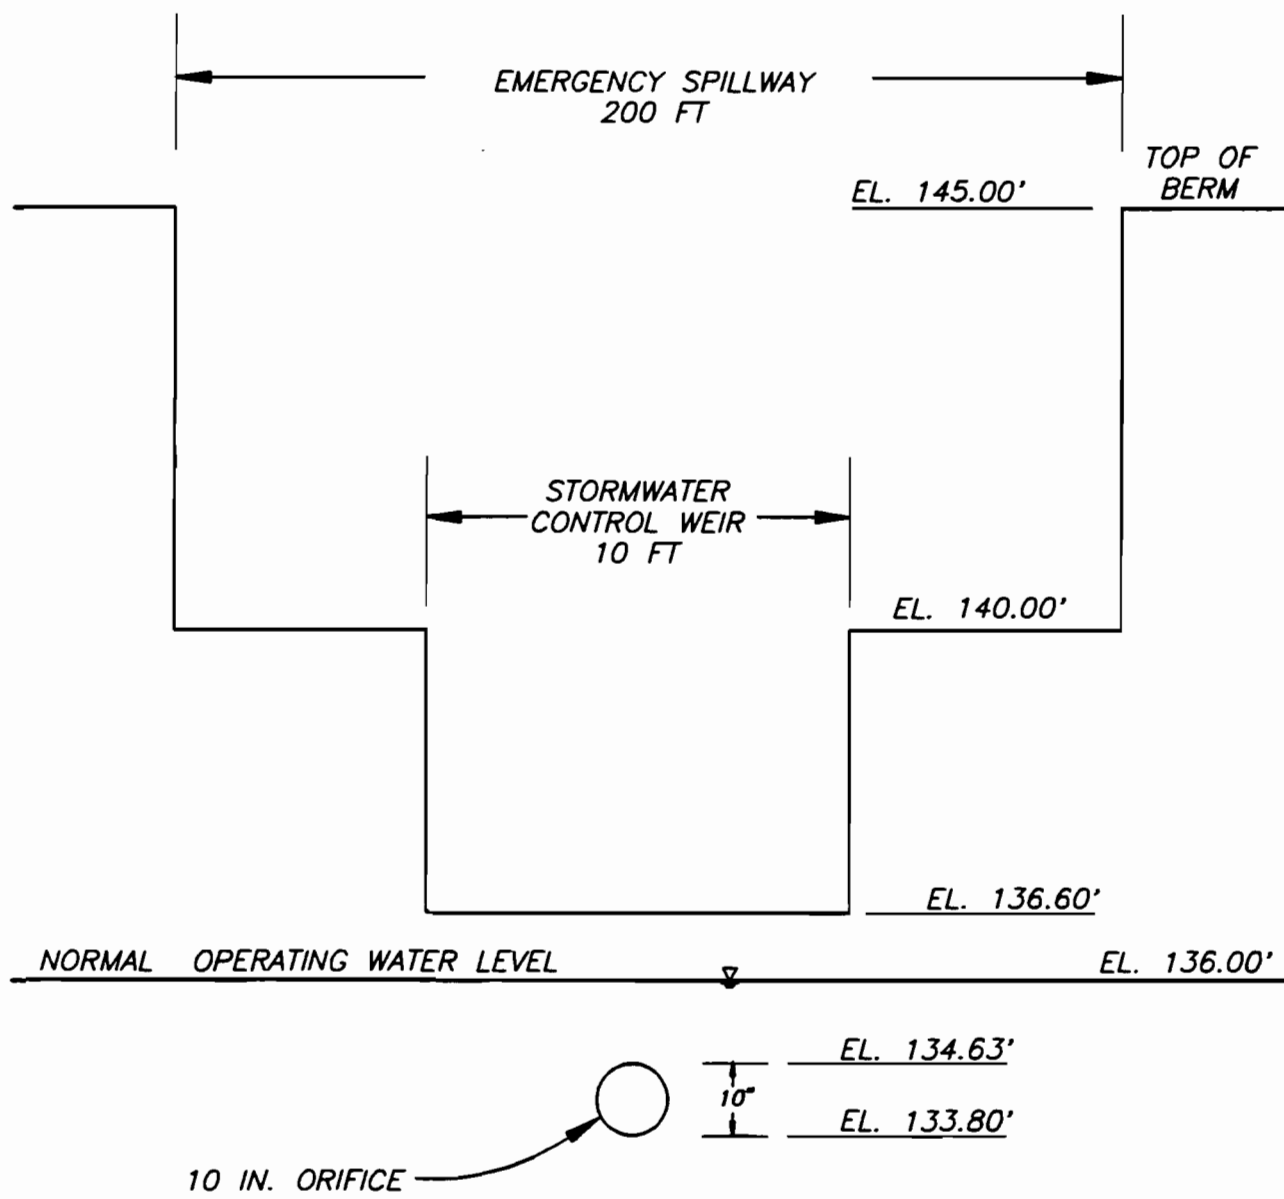 EMERGENCY SPILLWAY
200 FT
TOP OF
BERM
EL. 145.00'
STORMWATER
CONTROL WEIR
10 FT
EL. 140.00'
EL. 136.60'
NORMAL OPERATING WATER LEVEL
EL. 136.00'
EL. 134.63'
10"
EL. 133.80'
10 IN. ORIFICE